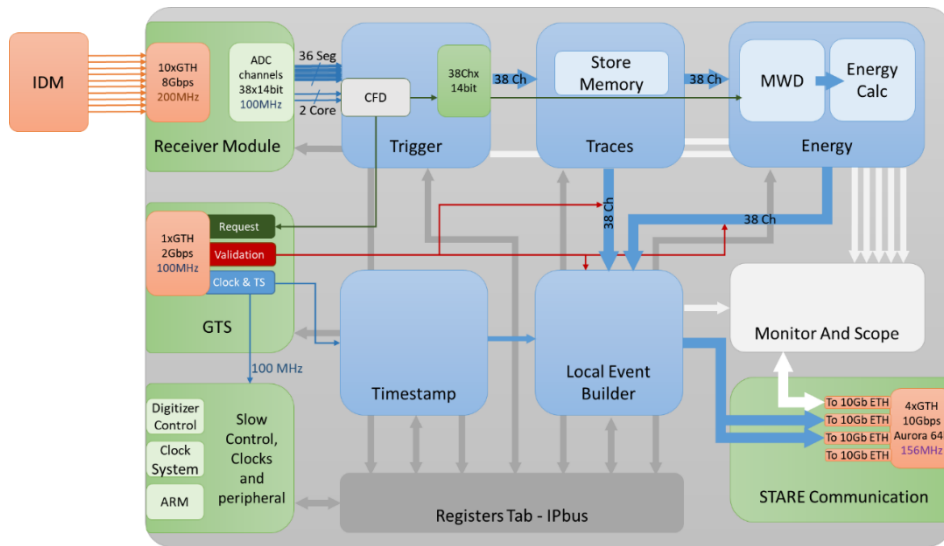 IDM
10xGTH
8Gbps
200MHz
ADC
channels
38x14bit
100MHz
Receiver Module
36 Seg
2 Core
CFD
38Chx
14bit
Trigger
38 Ch
Store
Memory
Traces
38 Ch
MWD
Energy
Calc
Energy
1xGTH
2Gbps
100MHz
Request
Validation
Clock & TS
GTS
38 Ch
38 Ch
100 MHz
Timestamp
Local Event
Builder
Monitor And Scope
Digitizer
Control
Clock
System
ARM
Slow
Control,
Clocks
and
peripheral
Registers Tab - IPbus
To 10Gb ETH
To 10Gb ETH
To 10Gb ETH
To 10Gb ETH
4xGTH
10Gbps
Aurora 64
156MHz
STARE Communication